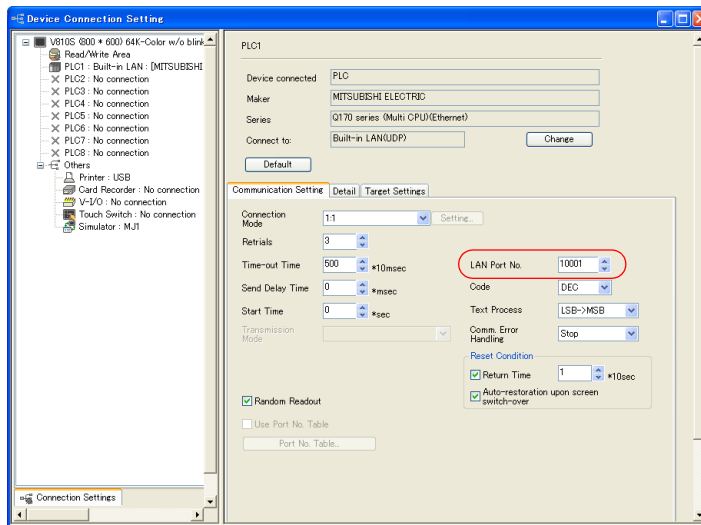 Device Connection Setting
V810S (800 * 600) 64K-Color w/o blink
Read/Write Area
PLC1 : Built-in LAN : [MITSUBISHI
PLC2 : No connection
PLC3 : No connection
PLC4 : No connection
PLC5 : No connection
PLC6 : No connection
PLC7 : No connection
PLC8 : No connection
Others
Printer : USB
Card Recorder : No connection
V-I/O : No connection
Touch Switch : No connection
Simulator : MJ1
Connection Settings
PLC1
Device connected PLC
Maker MITSUBISHI ELECTRIC
Series Q170 series (Multi CPU)(Ethernet)
Connect to: Built-in LAN(UDP) Change
Default
Communication Setting Detail Target Settings
Connection Mode 1:1 Setting...
Retrials 3
Time-out Time 500 *10msec
Send Delay Time 0 *msec
Start Time 0 *sec
Transmission Mode
Random Readout
Use Port No. Table
Port No. Table...
LAN Port No. 10001
Code DEC
Text Process LSB->MSB
Comm. Error Handling Stop
Reset Condition
Return Time 1 *10sec
Auto-restoration upon screen
switch-over